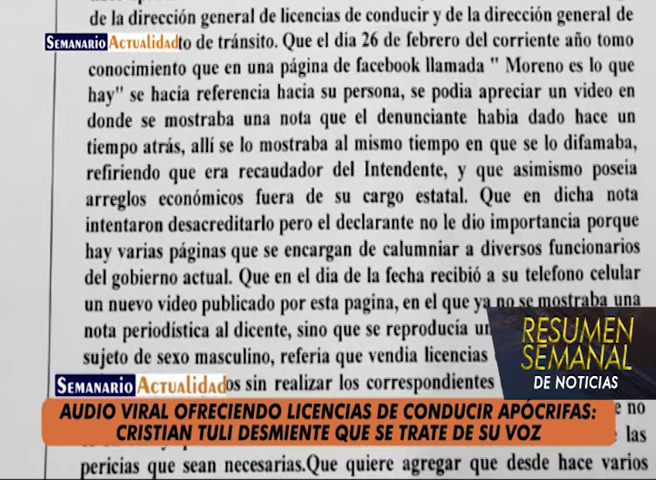 de la dirección general de licencias de conducir y de la dirección general de
SEMANARIO ACTUALIDAD to de tránsito. Que el dia 26 de febrero del corriente año tomo
conocimiento que en una página de facebook llamada " Moreno es lo que
hay" se hacía referencia hacia su persona, se podia apreciar un video en
donde se mostraba una nota que el denunciante habia dado hace un
tiempo atrás, allí se lo mostraba al mismo tiempo en que se lo difamaba,
refiriendo que era recaudador del Intendente, y que asimismo poseia
arreglos económicos fuera de su cargo estatal. Que en dicha nota
intentaron desacreditarlo pero el declarante no le dio importancia porque
hay varias páginas que se encargan de calumniar a diversos funcionarios
del gobierno actual. Que en el dia de la fecha recibió a su telefono celular
un nuevo video publicado por esta pagina, en el que ya no se mostraba una
nota periodística al dicente, sino que se reproducía un
sujeto de sexo masculino, referia que vendia licencias
SEMANARIO ACTUALIDAD os sin realizar los correspondientes
RESUMEN
SEMANAL
DE NOTICIAS
AUDIO VIRAL OFRECIENDO LICENCIAS DE CONDUCIR APÓCRIFAS:
CRISTIAN TULI DESMIENTE QUE SE TRATE DE SU VOZ
e no
las
pericias que sean necesarias.Que quiere agregar que desde hace varios